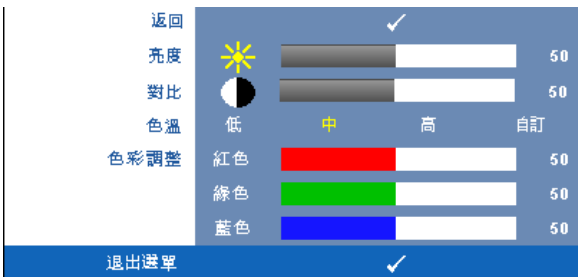 返回
亮度 50
對比 50
色溫 低 中 高 自訂
色彩調整 紅色 50
綠色 50
藍色 50
退出選單